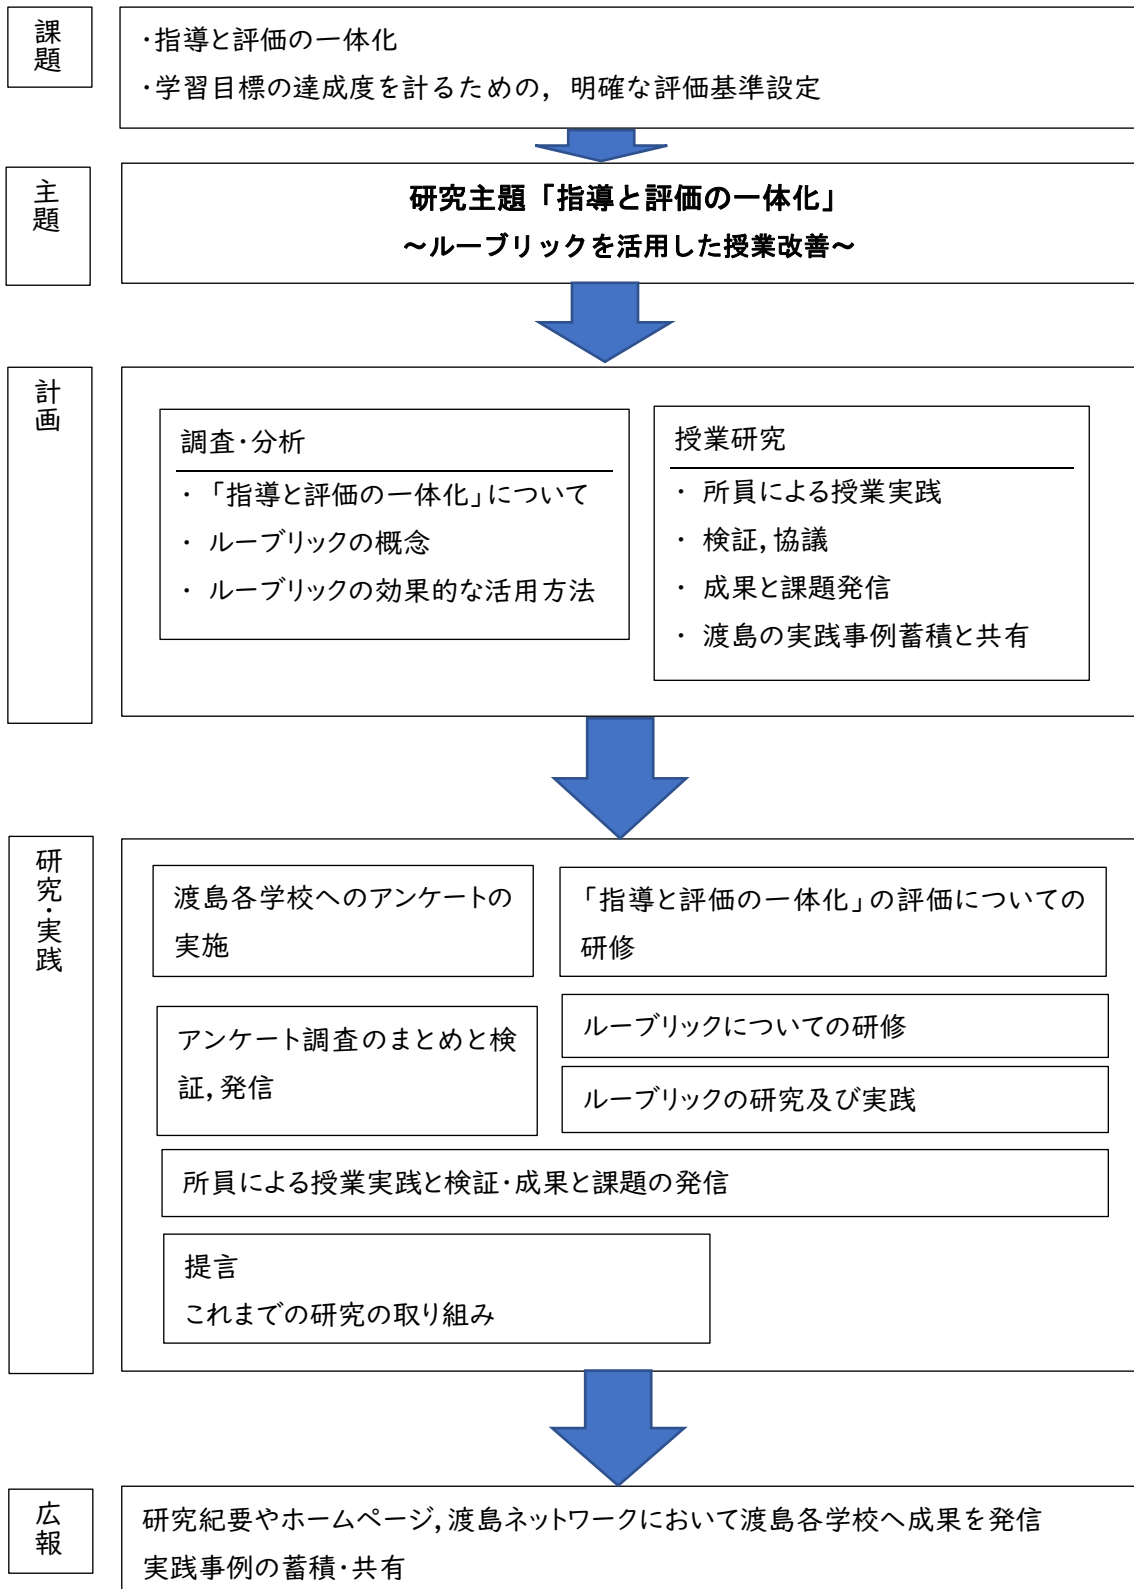 課題
・指導と評価の一体化
・学習目標の達成度を計るための，明確な評価基準設定
主題
研究主題「指導と評価の一体化」
～ルーブリックを活用した授業改善～
計画
調査・分析
・「指導と評価の一体化」について
・ ルーブリックの概念
・ ルーブリックの効果的な活用方法
授業研究
・ 所員による授業実践
・ 検証，協議
・ 成果と課題発信
・ 渡島の実践事例蓄積と共有
研究・実践
渡島各学校へのアンケートの
実施
「指導と評価の一体化」の評価についての
研修
アンケート調査のまとめと検
証，発信
ルーブリックについての研修
ルーブリックの研究及び実践
所員による授業実践と検証・成果と課題の発信
提言
これまでの研究の取り組み
広報
研究紀要やホームページ，渡島ネットワークにおいて渡島各学校へ成果を発信
実践事例の蓄積・共有